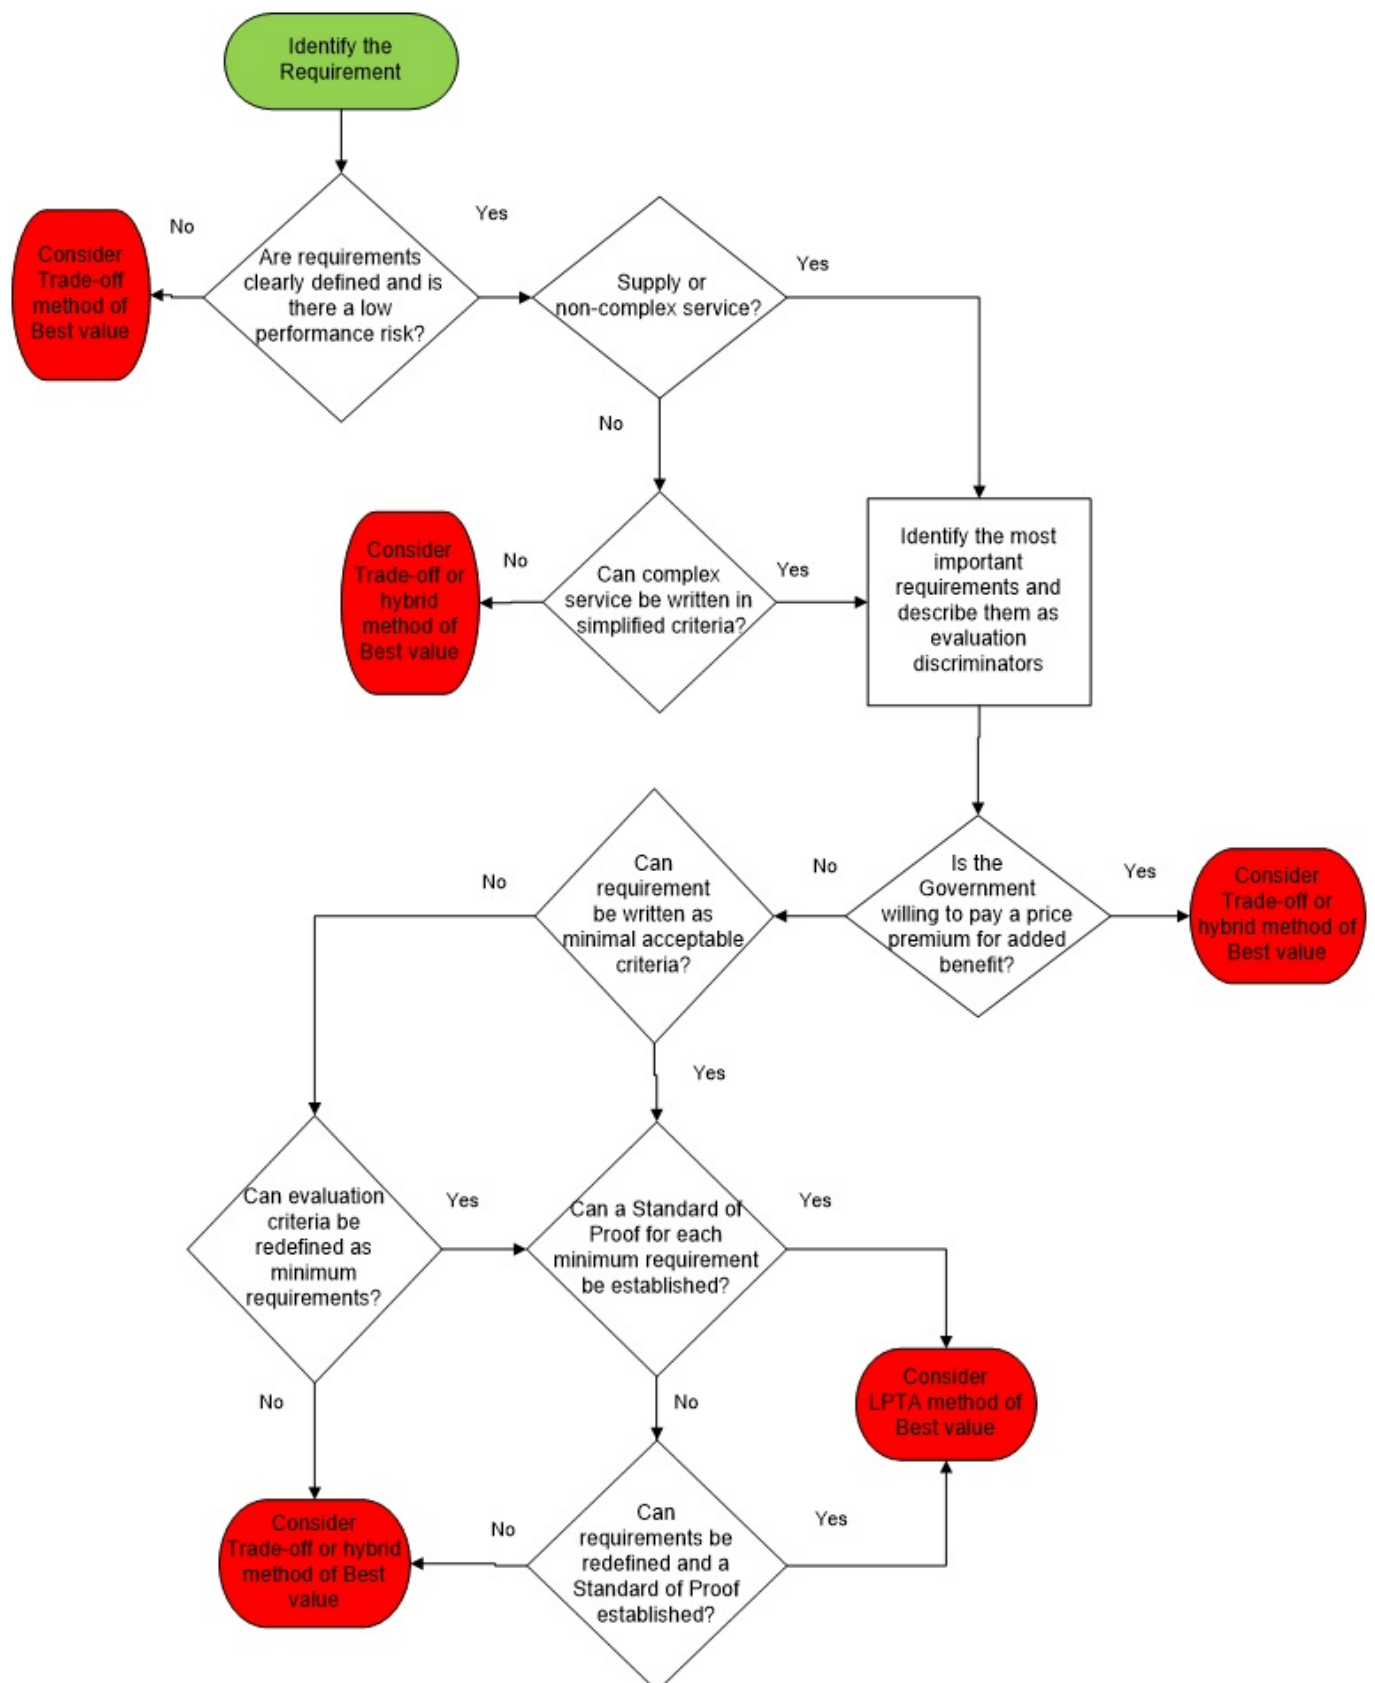 Identify the
Requirement
No
Yes
Consider
Trade-off
method of
Best value
Are requirements
clearly defined and is
there a low
performance risk?
Supply or
non-complex service?
Yes
No
Consider
Trade-off or
hybrid
method of
Best value
No
Can complex
service be written in
simplified criteria?
Yes
Identify the most
important
requirements and
describe them as
evaluation
discriminators
No
Can
requirement
be written as
minimal acceptable
criteria?
No
Is the
Government
willing to pay a price
premium for added
benefit?
Yes
Consider
Trade-off or
hybrid method of
Best value
Yes
Can evaluation
criteria be
redefined as
minimum
requirements?
Yes
Can a Standard of
Proof for each
minimum requirement
be established?
Yes
No
No
Consider
LPTA method of
Best value
Consider
Trade-off or hybrid
method of Best
value
No
Can
requirements be
redefined and a
Standard of Proof
established?
Yes